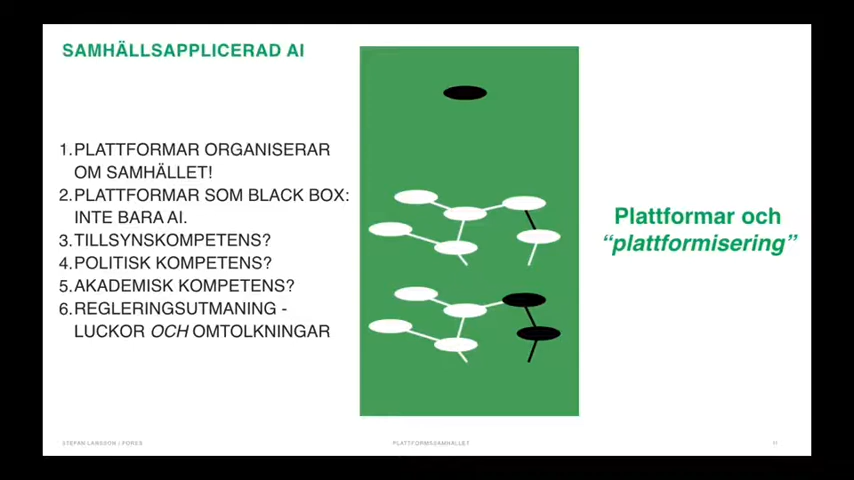 SAMHÄLLSAPPLICERAD AI
1. PLATTFORMAR ORGANISERAR
OM SAMHÄLLET!
2. PLATTFORMAR SOM BLACK BOX:
INTE BARA AI.
3. TILLSYNSKOMPETENS?
4. POLITISK KOMPETENS?
5. AKADEMISK KOMPETENS?
6. REGLERINGSUTMANING -
LUCKOR OCH OMTOLKNINGAR
Plattformar och
“plattformisering”
STEFAN LARSSON | FORES
PLATTFORMSSAMHÄLLET